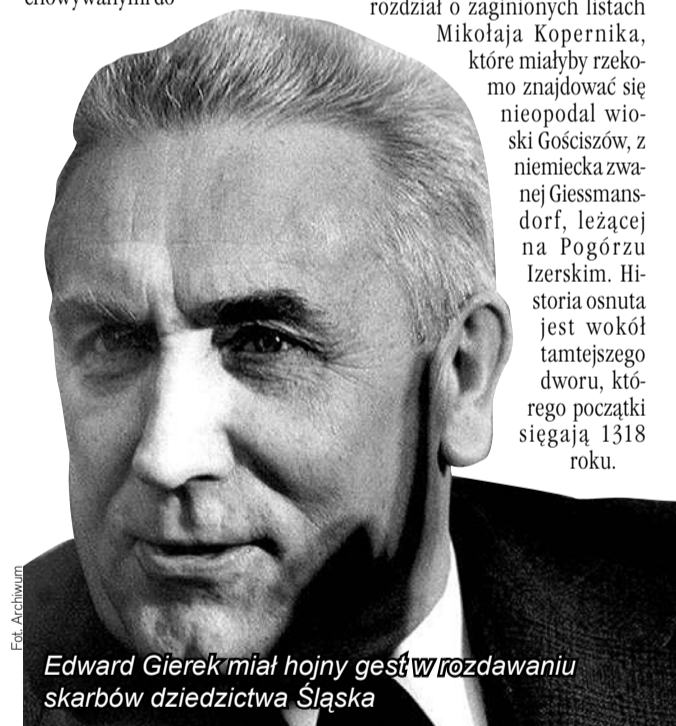 chowywanymi do
rozdział o zaginionych listach
Mikołaja Kopernika,
które miałyby rzeko-
mo znajdować się
nieopodal wio-
ski Gościszów, z
niemiecka zwa-
nej Giessmans-
dorf, leżącej
na Pogórzu
Izerskim. Hi-
storia osnuta
jest wokół
tamtejszego
dworu, któ-
rego początki
sięgają 1318
roku.
Fot. Archiwum
Edward Gierek miał hojny gest w rozdawaniu
skarbów dziedzictwa Śląska